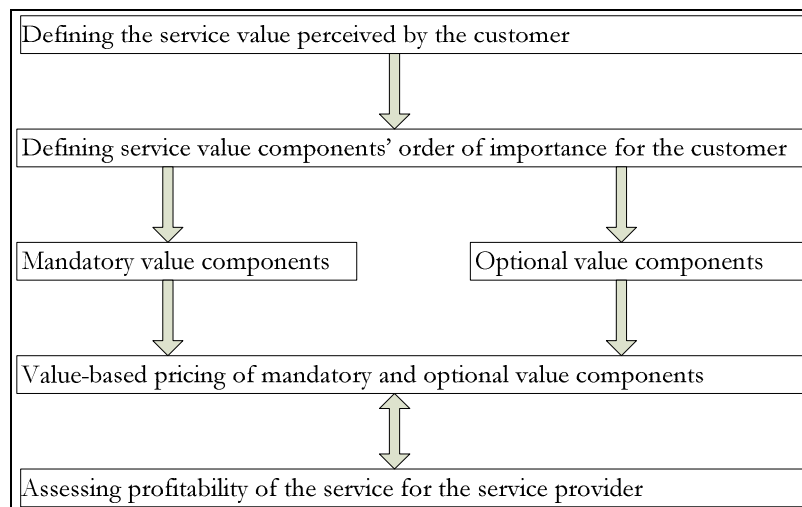 Defining the service value perceived by the customer
Defining service value components’ order of importance for the customer
Mandatory value components
Optional value components
Value-based pricing of mandatory and optional value components
Assessing profitability of the service for the service provider